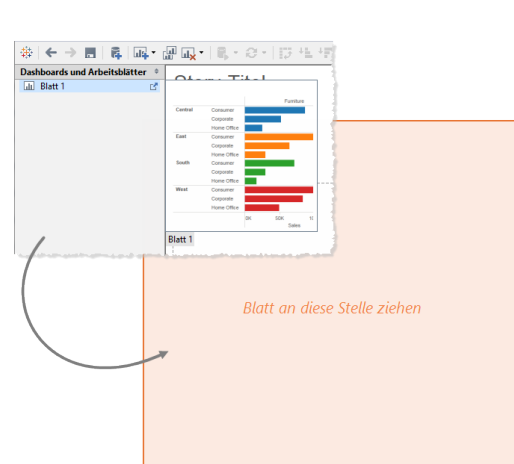 Dashboards und Arbeitsblätter
Blatt 1
Story-Titel
Furniture
Central Consumer
Corporate
Home Office
East Consumer
Corporate
Home Office
South Consumer
Corporate
Home Office
West Consumer
Corporate
Home Office
0K 50K
Sales
Blatt 1
Blatt an diese Stelle ziehen